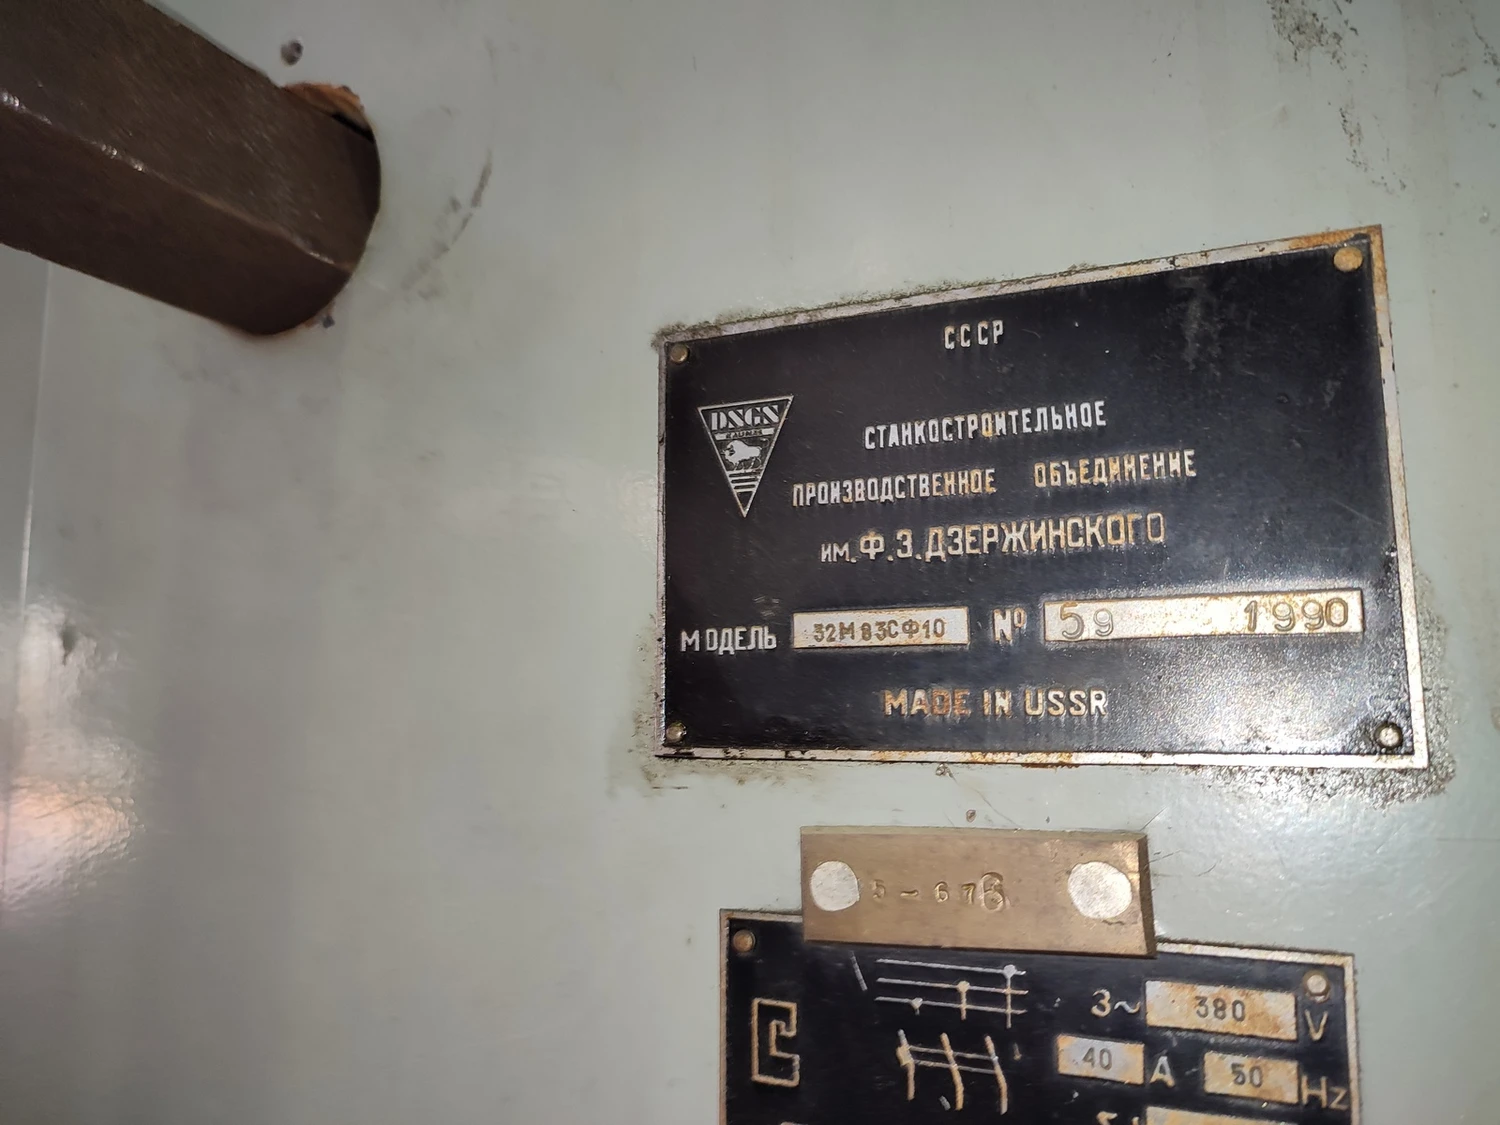 СССР
DNGN
СТАНКОСТРОИТЕЛЬНОЕ
ПРОИЗВОДСТВЕННОЕ ОБЪЕДИНЕНИЕ
ИМ. Ф.З. ДЗЕРЖИНСКОГО
МОДЕЛЬ 32М83СФ10 № 59 1990
MADE IN USSR
5-676
3~ 380 V
40 A 50 Hz